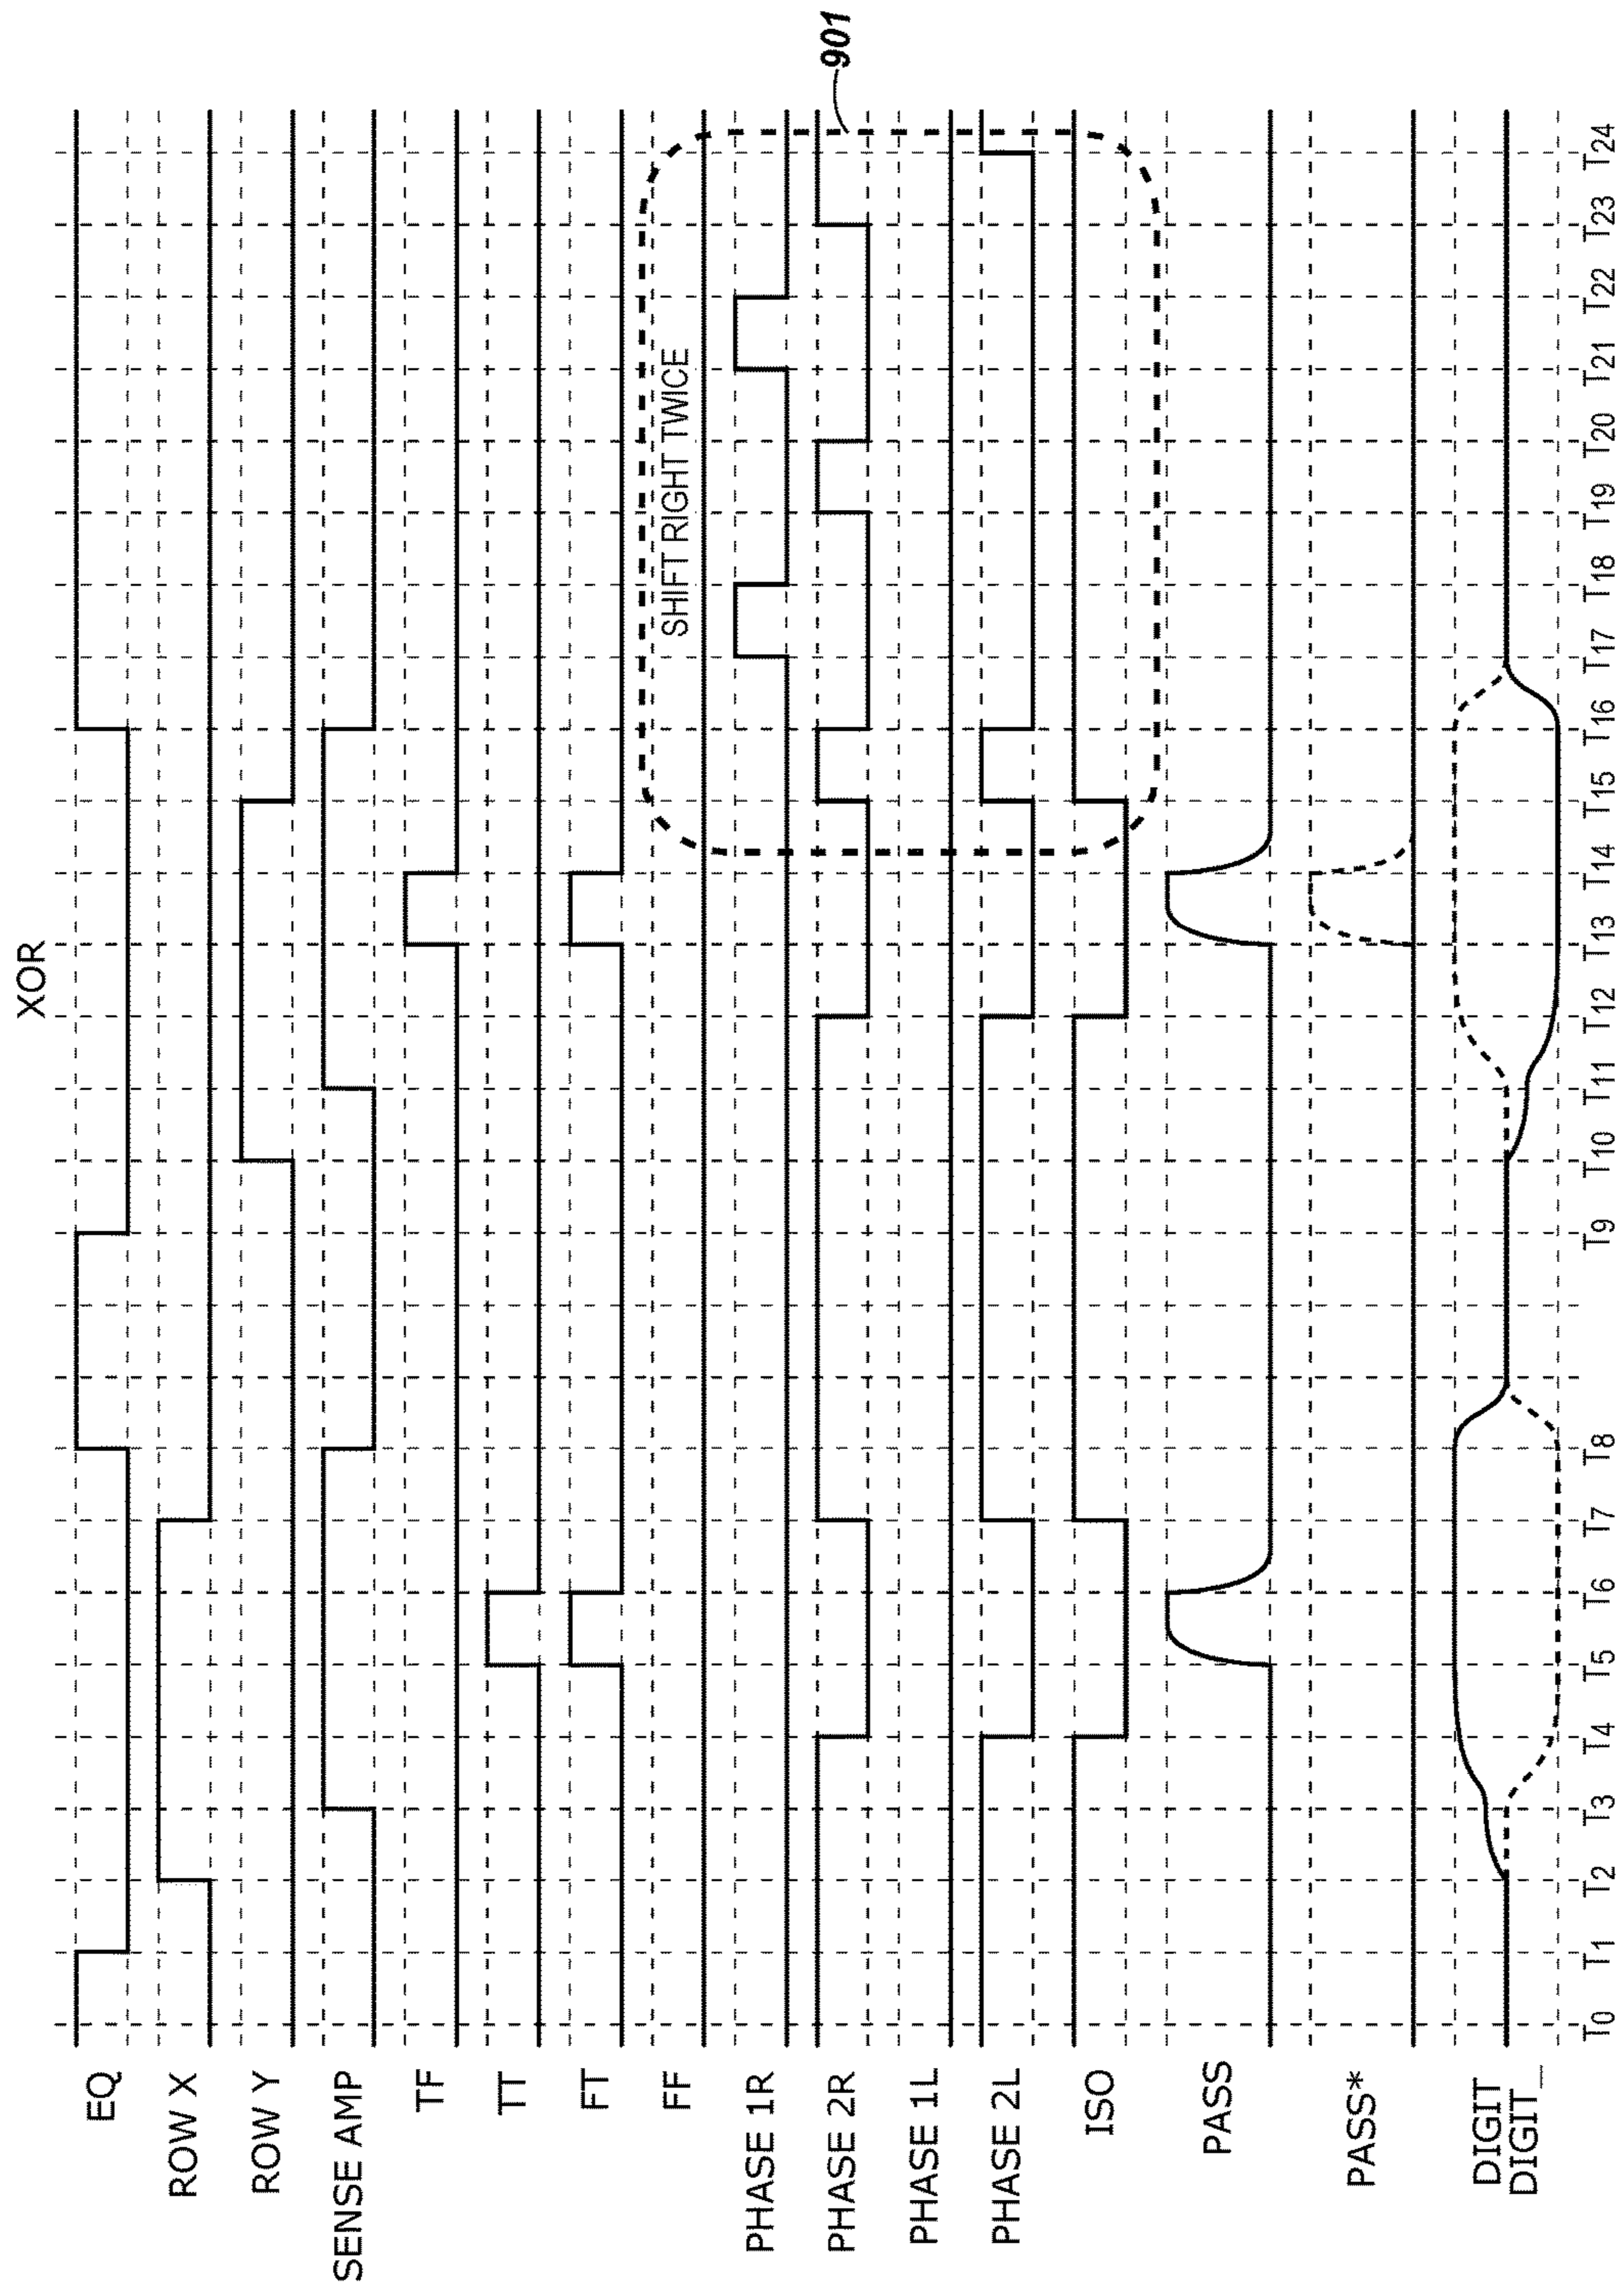 XOR
EQ
ROW X
ROW Y
SENSE AMP
TF
TT
FT
FF
PHASE 1R
PHASE 2R
PHASE 1L
PHASE 2L
ISO
PASS
PASS*
DIGIT
DIGIT_
SHIFT RIGHT TWICE
901
T0 T1 T2 T3 T4 T5 T6 T7 T8 T9 T10 T11 T12 T13 T14 T15 T16 T17 T18 T19 T20 T21 T22 T23 T24